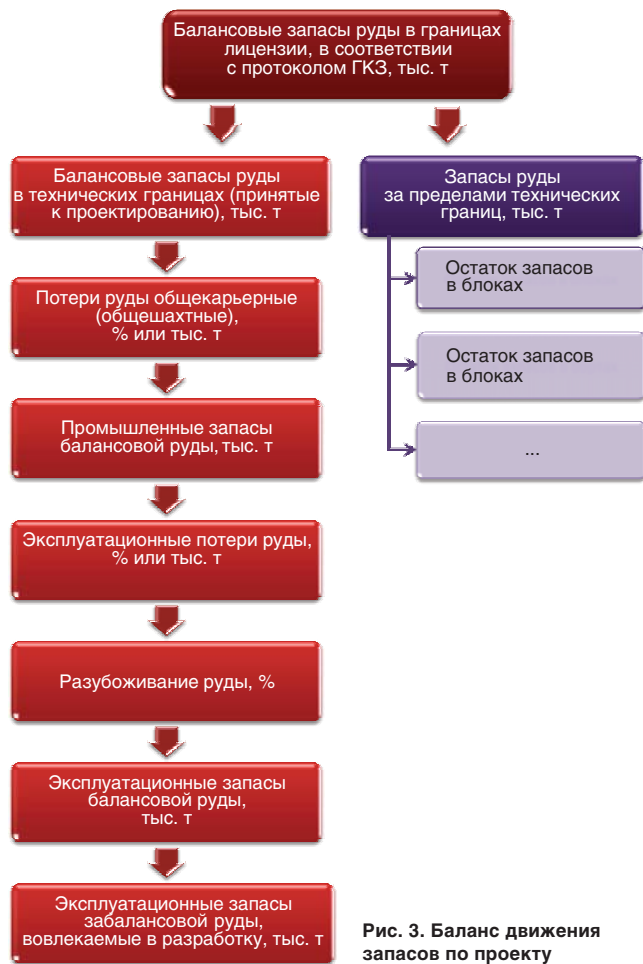 Балансовые запасы руды в границах
лицензии, в соответствии
с протоколом ГКЗ, тыс. т
Балансовые запасы руды
в технических границах (принятые
к проектированию), тыс. т
Запасы руды
за пределами технических
границ, тыс. т
Остаток запасов
в блоках
Остаток запасов
в блоках
...
Потери руды общекарьерные
(общешахтные),
% или тыс. т
Промышленные запасы
балансовой руды, тыс. т
Эксплуатационные потери руды,
% или тыс. т
Разубоживание руды, %
Эксплуатационные запасы
балансовой руды,
тыс. т
Эксплуатационные запасы
забалансовой руды,
вовлекаемые в разработку, тыс. т
Рис. 3. Баланс движения
запасов по проекту